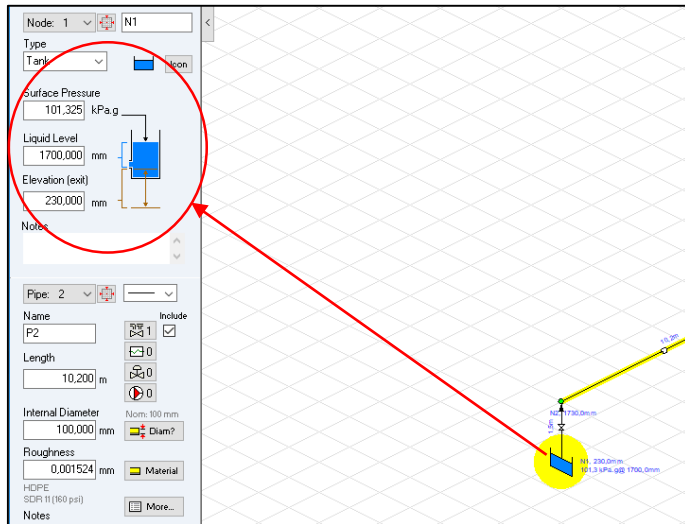 Node: 1
N1
<
Type
Tank
Icon
Surface Pressure
101,325 kPa.g
Liquid Level
1700,000 mm
Elevation (exit)
230,000 mm
Notes
Pipe: 2
Name
Include
P2
1
Length
0
10,200 m
0
0
Internal Diameter
Nom: 100 mm
100,000 mm
Diam?
Roughness
0,001524 mm
Material
HDPE
SDR 11 (160 psi)
More...
Notes
10,2m
N2, 1730,0mm
1,5m
N1, 230,0mm
101,3 kPa.g@ 1700,0mm